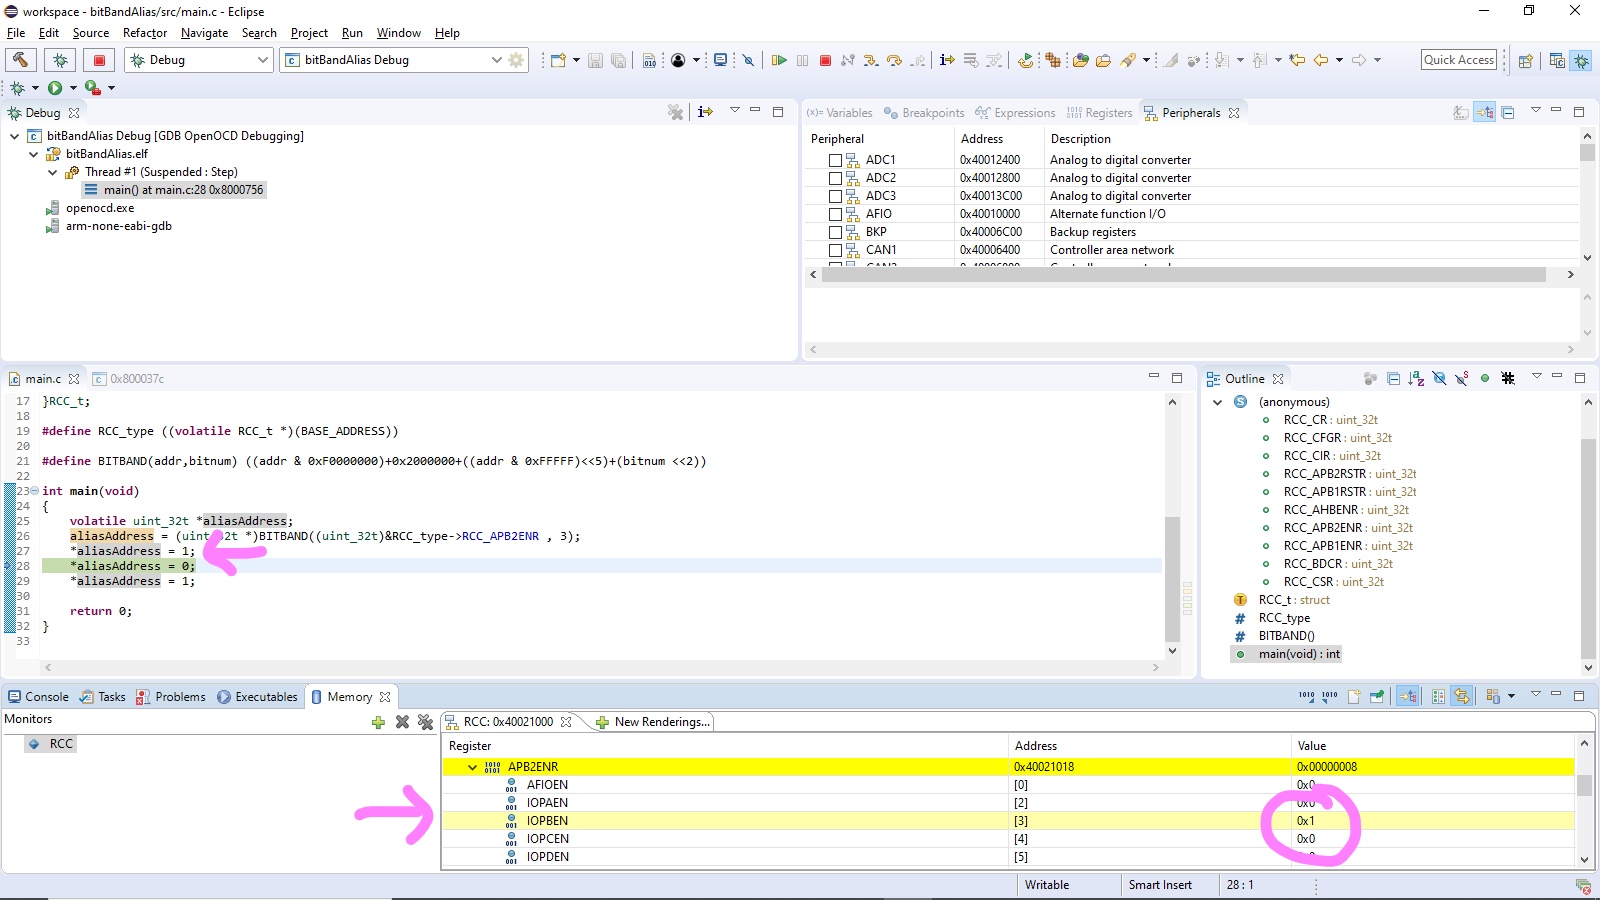 workspace - bitBandAlias/src/main.c - Eclipse
File Edit Source Refactor Navigate Search Project Run Window Help
Debug
bitBandAlias Debug
Quick Access
Debug
bitBandAlias Debug [GDB OpenOCD Debugging]
bitBandAlias.elf
Thread #1 (Suspended : Step)
main() at main.c:28 0x8000756
openocd.exe
arm-none-eabi-gdb
(x)= Variables Breakpoints Expressions Registers Peripherals
Peripheral Address Description
ADC1 0x40012400 Analog to digital converter
ADC2 0x40012800 Analog to digital converter
ADC3 0x40013C00 Analog to digital converter
AFIO 0x40010000 Alternate function I/O
BKP 0x40006C00 Backup registers
CAN1 0x40006400 Controller area network
main.c 0x800037c
17 }RCC_t;
18
19 #define RCC_type ((volatile RCC_t *)(BASE_ADDRESS))
20
21 #define BITBAND(addr,bitnum) ((addr & 0xF0000000)+0x2000000+((addr & 0xFFFFF)<<5)+(bitnum <<2))
22
23 int main(void)
24 {
25 volatile uint_32t *aliasAddress;
26 aliasAddress = (uint_32t *)BITBAND((uint_32t)&RCC_type->RCC_APB2ENR , 3);
27 *aliasAddress = 1;
28 *aliasAddress = 0;
29 *aliasAddress = 1;
30
31 return 0;
32 }
33
Outline
(anonymous)
RCC_CR : uint_32t
RCC_CFGR : uint_32t
RCC_CIR : uint_32t
RCC_APB2RSTR : uint_32t
RCC_APB1RSTR : uint_32t
RCC_AHBENR : uint_32t
RCC_APB2ENR : uint_32t
RCC_APB1ENR : uint_32t
RCC_BDCR : uint_32t
RCC_CSR : uint_32t
RCC_t : struct
RCC_type
BITBAND()
main(void) : int
Console Tasks Problems Executables Memory
Monitors
RCC
RCC: 0x40021000 New Renderings...
Register Address Value
APB2ENR 0x40021018 0x00000008
AFIOEN [0] 0x0
IOPAEN [2] 0x0
IOPBEN [3] 0x1
IOPCEN [4] 0x0
IOPDEN [5]
Writable Smart Insert 28 : 1